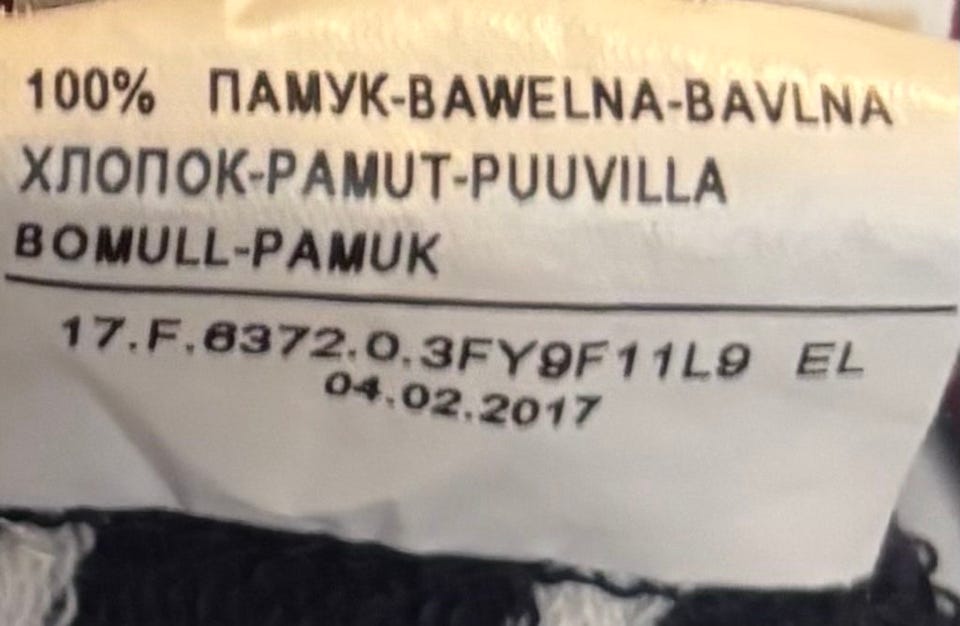 100% ПАМУК-BAWELNA-BAVLNA
ХЛОПОК-PAMUT-PUUVILLA
BOMULL-PAMUK
17.F.6372.0.3FY9F11L9 EL
04.02.2017